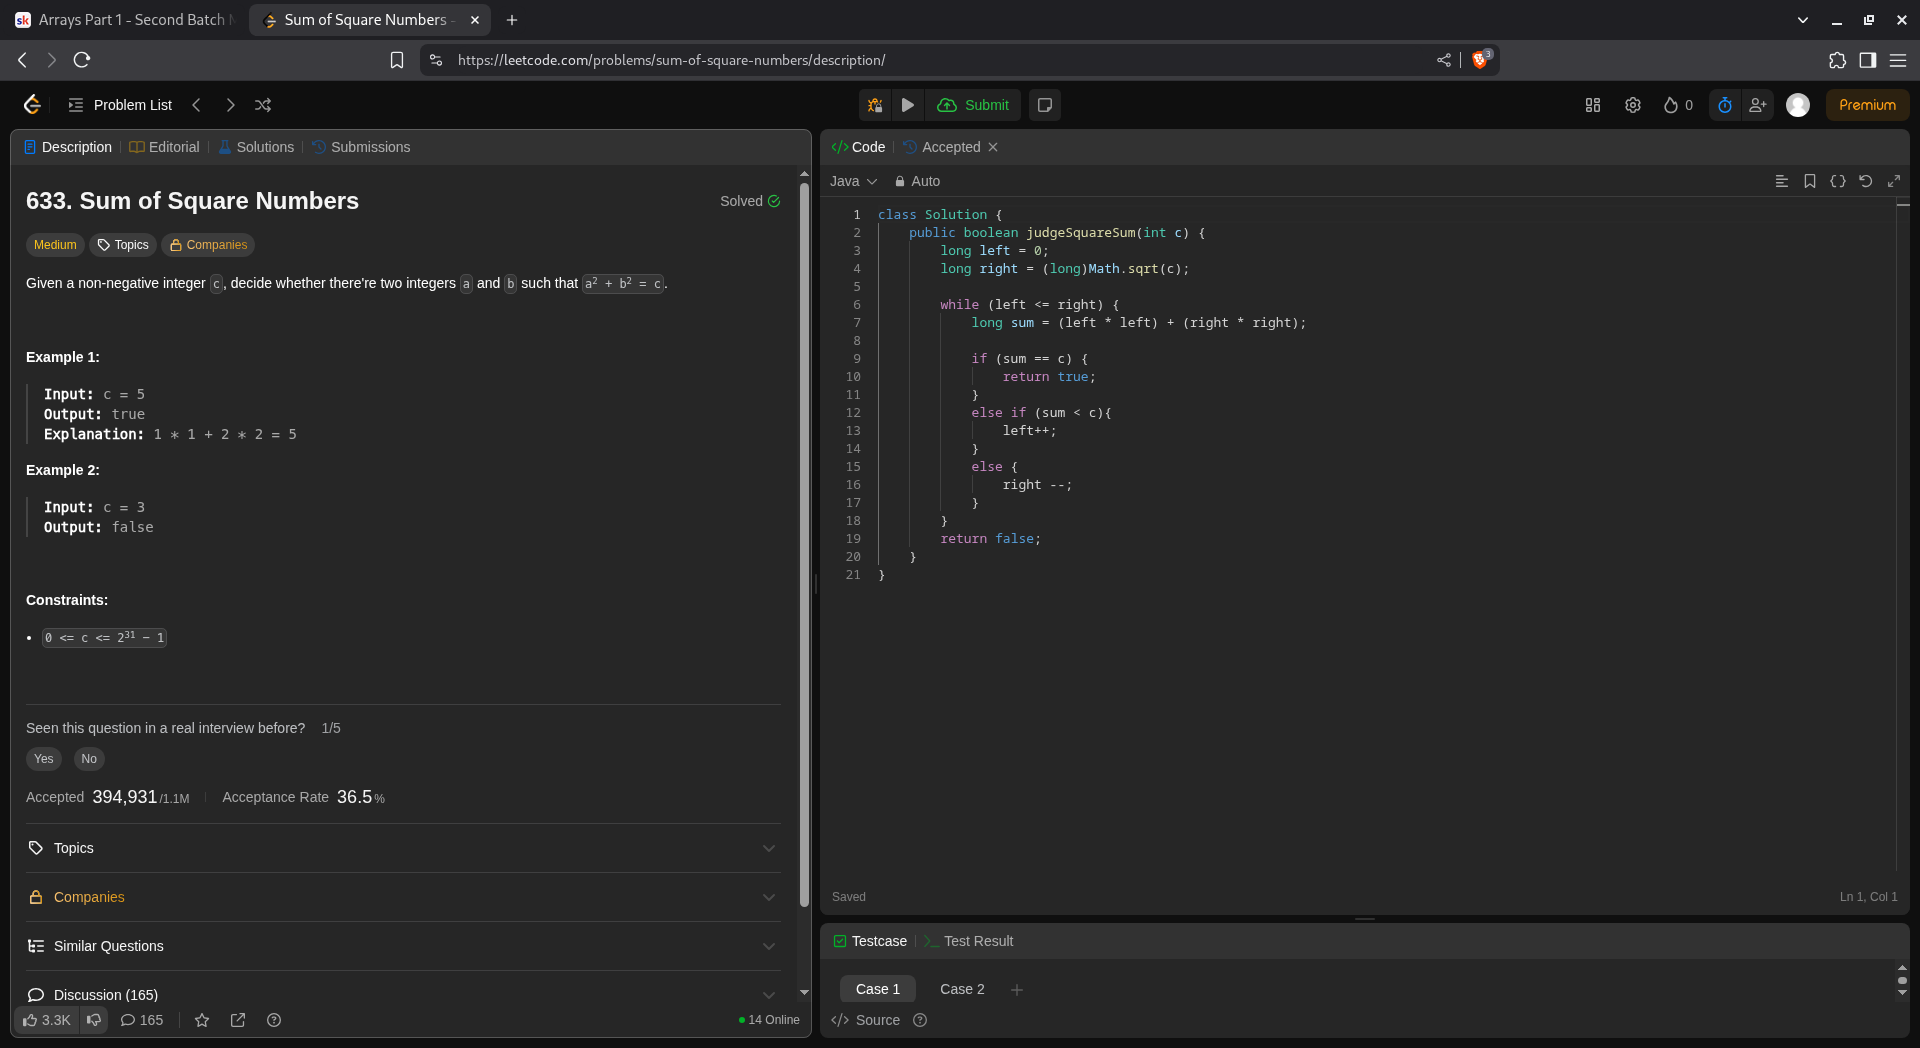 Arrays Part 1 - Second Batch
Sum of Square Numbers -
https://leetcode.com/problems/sum-of-square-numbers/description/
3
Problem List
Submit
0
Premium
Description
Editorial
Solutions
Submissions
633. Sum of Square Numbers
Solved
Medium
Topics
Companies
Given a non-negative integer c, decide whether there're two integers a and b such that a² + b² = c.
Example 1:
Input: c = 5
Output: true
Explanation: 1 * 1 + 2 * 2 = 5
Example 2:
Input: c = 3
Output: false
Constraints:
• 0 <= c <= 2³¹ − 1
Seen this question in a real interview before? 1/5
Yes
No
Accepted 394,931/1.1M
Acceptance Rate 36.5%
Topics
Companies
Similar Questions
Discussion (165)
3.3K
165
14 Online
</> Code
Accepted
Java
Auto
1 class Solution {
2     public boolean judgeSquareSum(int c) {
3         long left = 0;
4         long right = (long)Math.sqrt(c);
5
6         while (left <= right) {
7             long sum = (left * left) + (right * right);
8
9             if (sum == c) {
10                 return true;
11             }
12             else if (sum < c){
13                 left++;
14             }
15             else {
16                 right --;
17             }
18         }
19         return false;
20     }
21 }
Saved
Ln 1, Col 1
Testcase
Test Result
Case 1
Case 2
</> Source